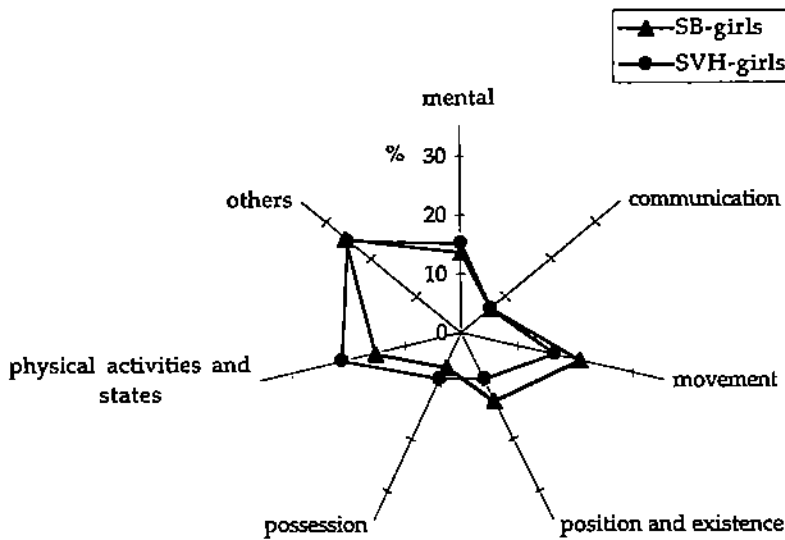 SB-girls
SVH-girls
mental
%
30
20
10
0
communication
others
physical activities and
states
movement
possession
position and existence